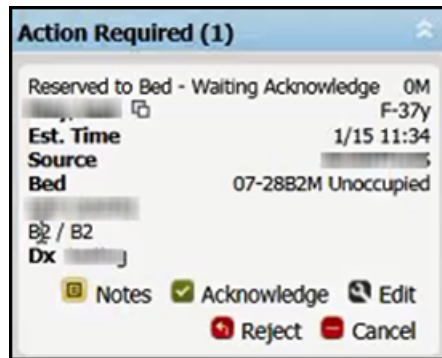 Action Required (1)
Reserved to Bed - Waiting Acknowledge 0M
F-37y
Est. Time 1/15 11:34
Source
Bed 07-28B2M Unoccupied
B2 / B2
Dx
Notes Acknowledge Edit
Reject Cancel